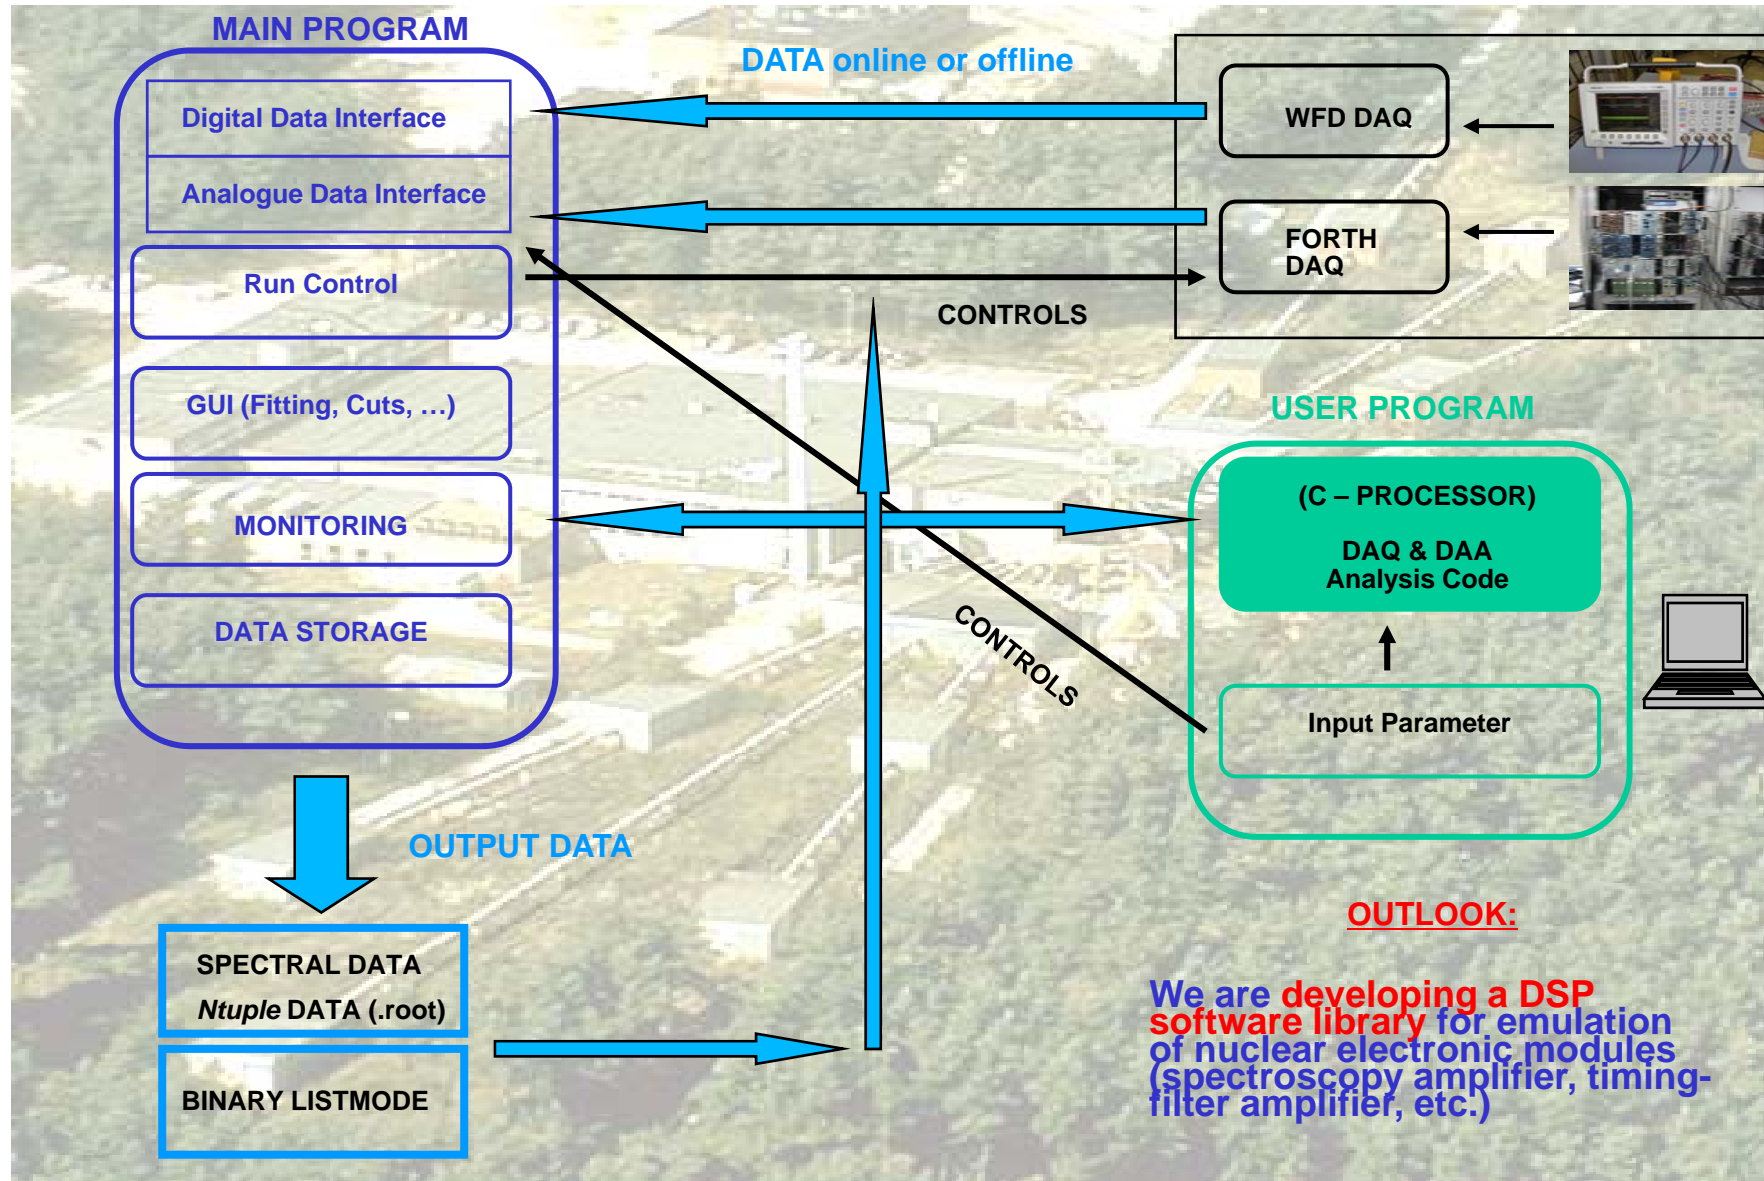 MAIN PROGRAM
DATA online or offline
Digital Data Interface
WFD DAQ
Analogue Data Interface
FORTH
DAQ
Run Control
CONTROLS
GUI (Fitting, Cuts, …)
MONITORING
DATA STORAGE
USER PROGRAM
(C – PROCESSOR)
DAQ & DAA
Analysis Code
CONTROLS
Input Parameter
OUTPUT DATA
SPECTRAL DATA
Ntuple DATA (.root)
BINARY LISTMODE
OUTLOOK:
We are developing a DSP
software library for emulation
of nuclear electronic modules
(spectroscopy amplifier, timing-
filter amplifier, etc.)